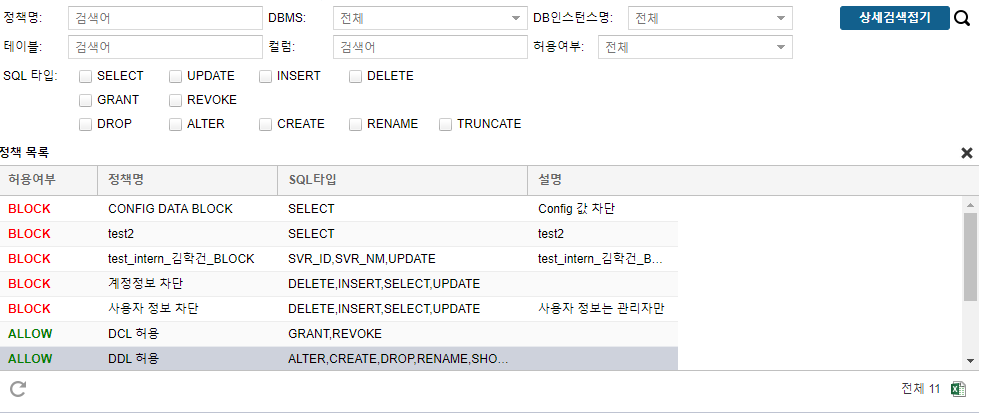 정책명: 검색어 DBMS: 전체 DB인스턴스명: 전체 상세검색접기
테이블: 검색어 컬럼: 검색어 허용여부: 전체
SQL 타입: SELECT UPDATE INSERT DELETE
GRANT REVOKE
DROP ALTER CREATE RENAME TRUNCATE
정책 목록
허용여부 정책명 SQL타입 설명
BLOCK CONFIG DATA BLOCK SELECT Config 값 차단
BLOCK test2 SELECT test2
BLOCK test_intern_김학건_BLOCK SVR_ID,SVR_NM,UPDATE test_intern_김학건_B...
BLOCK 계정정보 차단 DELETE,INSERT,SELECT,UPDATE
BLOCK 사용자 정보 차단 DELETE,INSERT,SELECT,UPDATE 사용자 정보는 관리자만
ALLOW DCL 허용 GRANT,REVOKE
ALLOW DDL 허용 ALTER,CREATE,DROP,RENAME,SHO...
전체 11